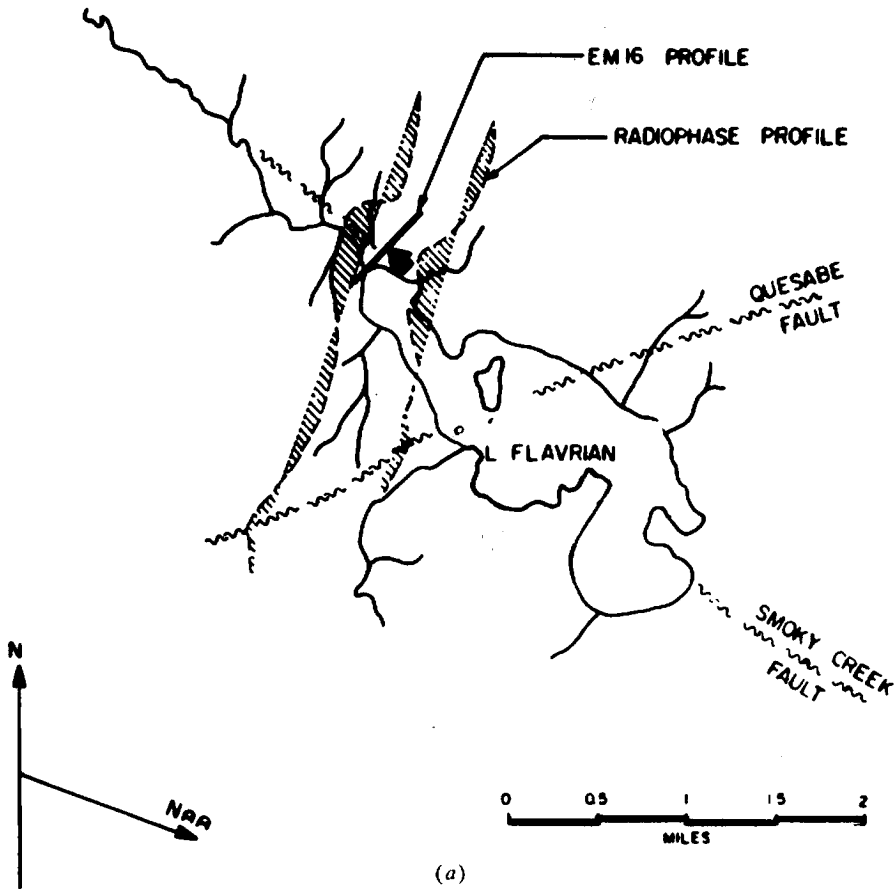 EM16 PROFILE
RADIOPHASE PROFILE
QUESABE
FAULT
L FLAVRIAN
SMOKY CREEK
FAULT
N
NAA
0 0.5 1 1.5 2
MILES
(a)